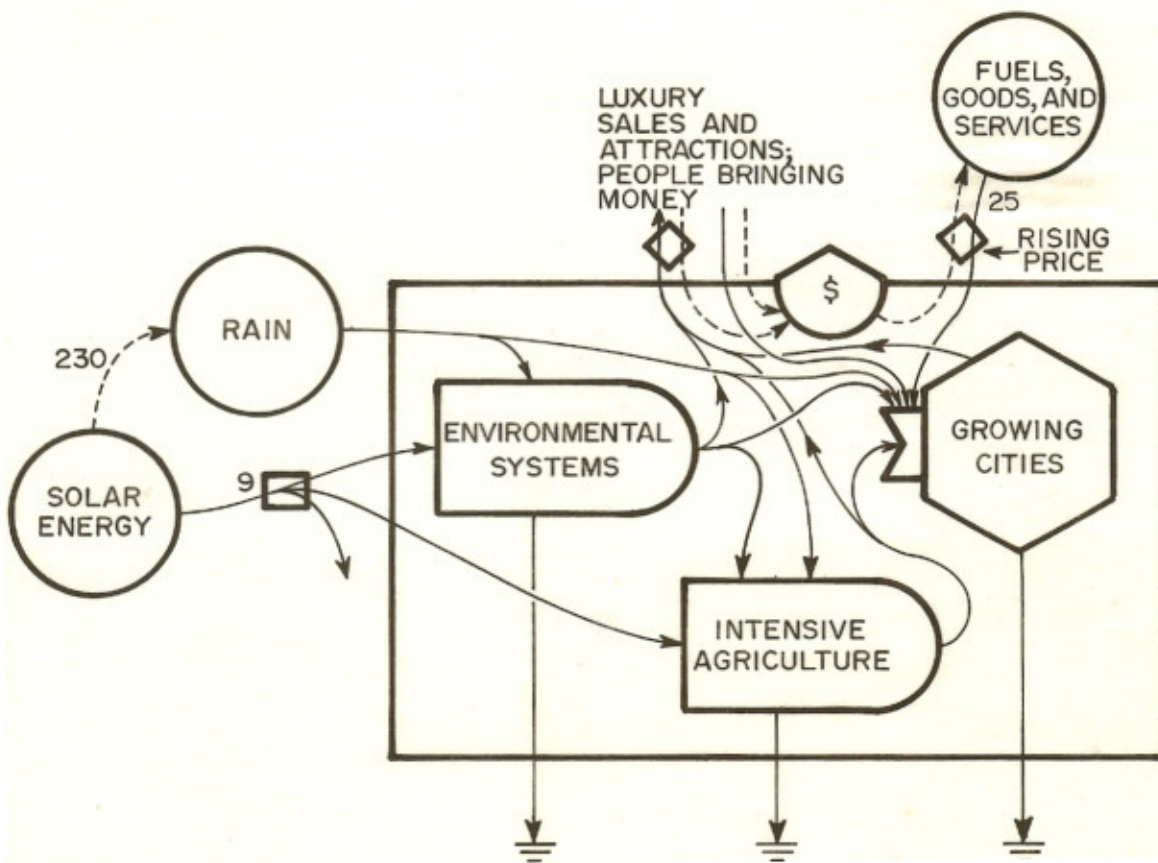 FUELS,
GOODS, AND
SERVICES
LUXURY
SALES AND
ATTRACTIONS;
PEOPLE BRINGING
MONEY
25
RISING
PRICE
$
RAIN
230
ENVIRONMENTAL
SYSTEMS
GROWING
CITIES
9
SOLAR
ENERGY
INTENSIVE
AGRICULTURE